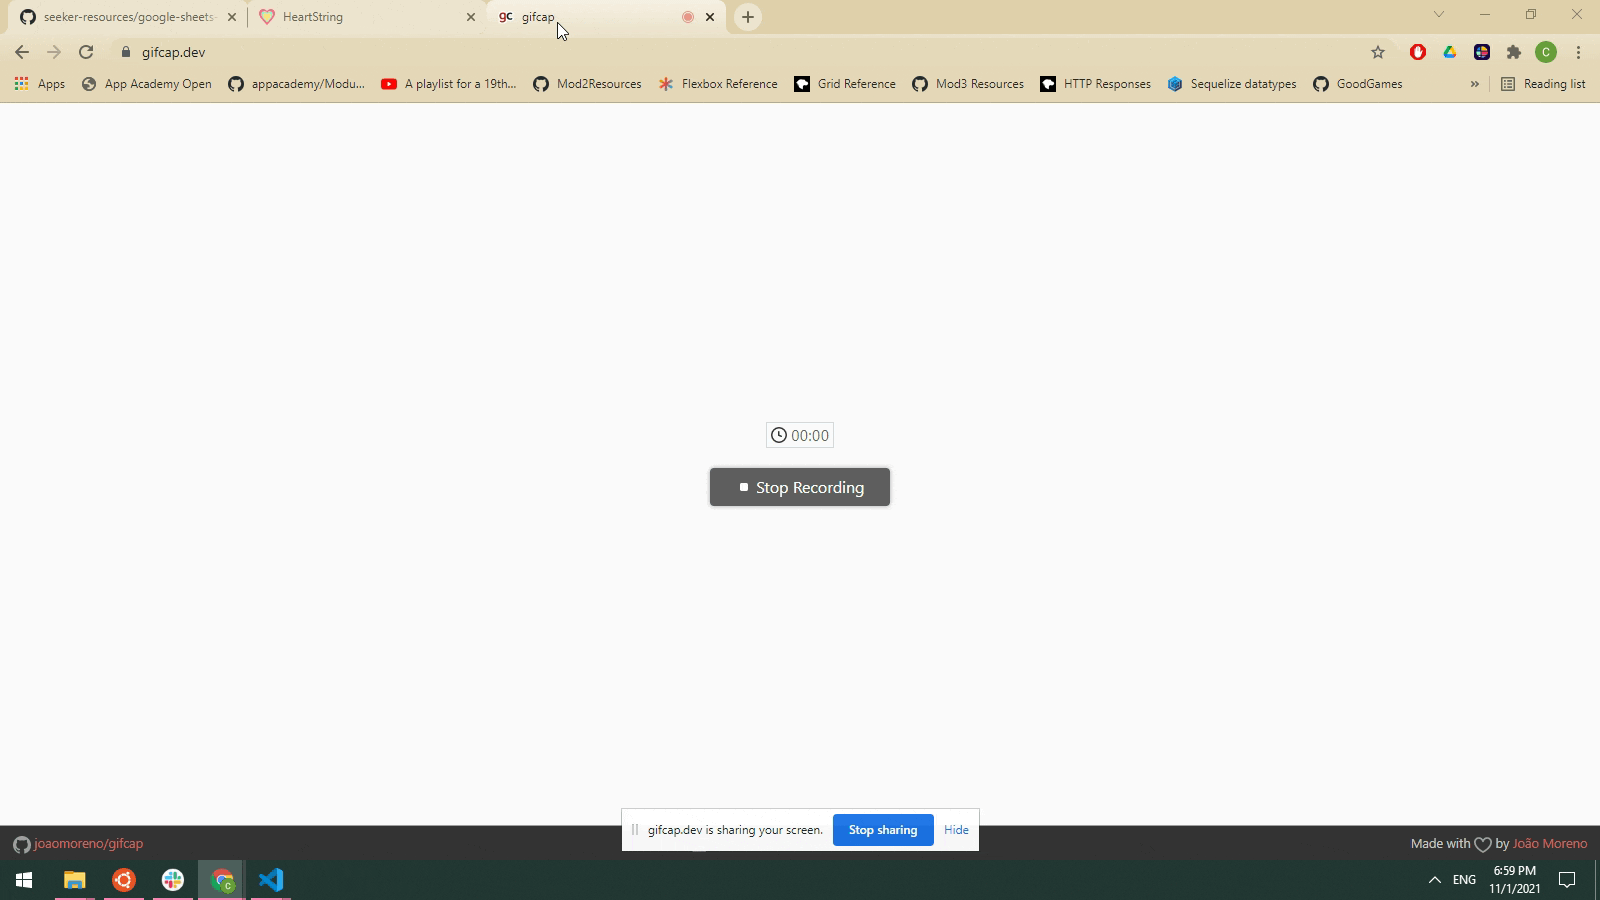 seeker-resources/google-sheets-
HeartString
gc gifcap
gifcap.dev
C
Apps
App Academy Open
appacademy/Modu...
A playlist for a 19th...
Mod2Resources
Flexbox Reference
Grid Reference
Mod3 Resources
HTTP Responses
Sequelize datatypes
GoodGames
»
Reading list
00:00
Stop Recording
gifcap.dev is sharing your screen.
Stop sharing
Hide
joaomoreno/gifcap
Made with by João Moreno
C
ENG
6:59 PM
11/1/2021